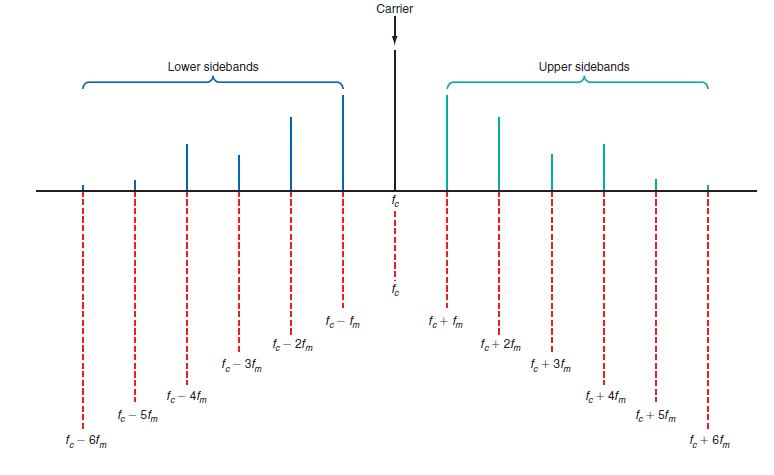 Carrier
Lower sidebands
Upper sidebands
fc
fc
fc − fm
fc + fm
fc − 2fm
fc + 2fm
fc − 3fm
fc + 3fm
fc − 4fm
fc + 4fm
fc − 5fm
fc + 5fm
fc − 6fm
fc + 6fm